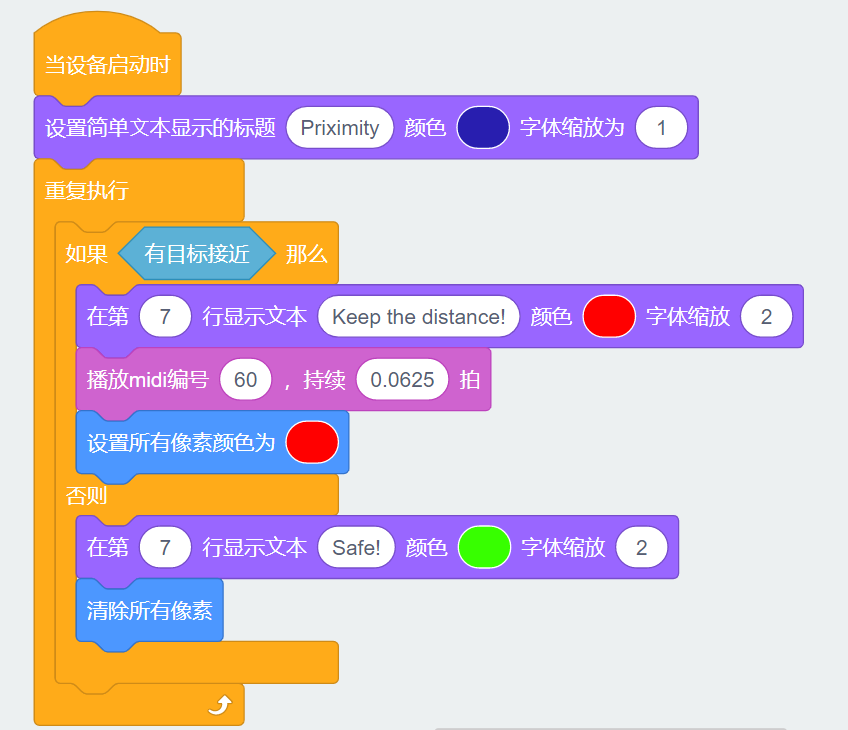 当设备启动时
设置简单文本显示的标题 Priximity 颜色 字体缩放为 1
重复执行
如果 有目标接近 那么
在第 7 行显示文本 Keep the distance! 颜色 字体缩放 2
播放midi编号 60 ，持续 0.0625 拍
设置所有像素颜色为
否则
在第 7 行显示文本 Safe! 颜色 字体缩放 2
清除所有像素